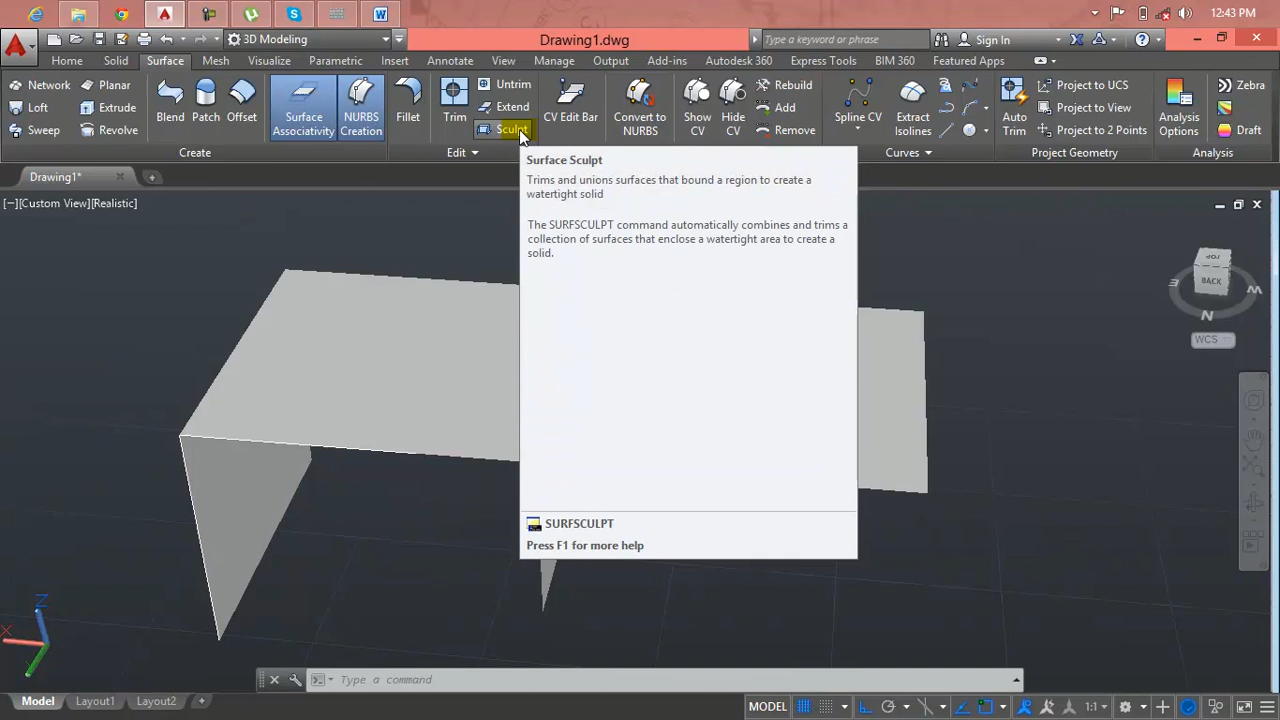 12:43 PM
3D Modeling
Drawing1.dwg
Type a keyword or phrase
Sign In
Home Solid Surface Mesh Visualize Parametric Insert Annotate View Manage Output Add-ins Autodesk 360 Express Tools BIM 360 Featured Apps
Network Planar
Loft Extrude
Sweep Revolve
Blend Patch Offset
Surface Associativity
NURBS Creation
Fillet
Trim
Untrim
Extend
Sculpt
CV Edit Bar
Convert to NURBS
Show CV
Hide CV
Rebuild
Add
Remove
Spline CV
Extract Isolines
Auto Trim
Project to UCS
Project to View
Project to 2 Points
Analysis Options
Zebra
Draft
Create
Edit
Curves
Project Geometry
Analysis
Drawing1*
[−][Custom View][Realistic]
Surface Sculpt
Trims and unions surfaces that bound a region to create a
watertight solid
The SURFSCULPT command automatically combines and trims a
collection of surfaces that enclose a watertight area to create a
solid.
SURFSCULPT
Press F1 for more help
TOP
BACK
W
N
WCS
Z
X
Y
Type a command
Model Layout1 Layout2
MODEL
1:1